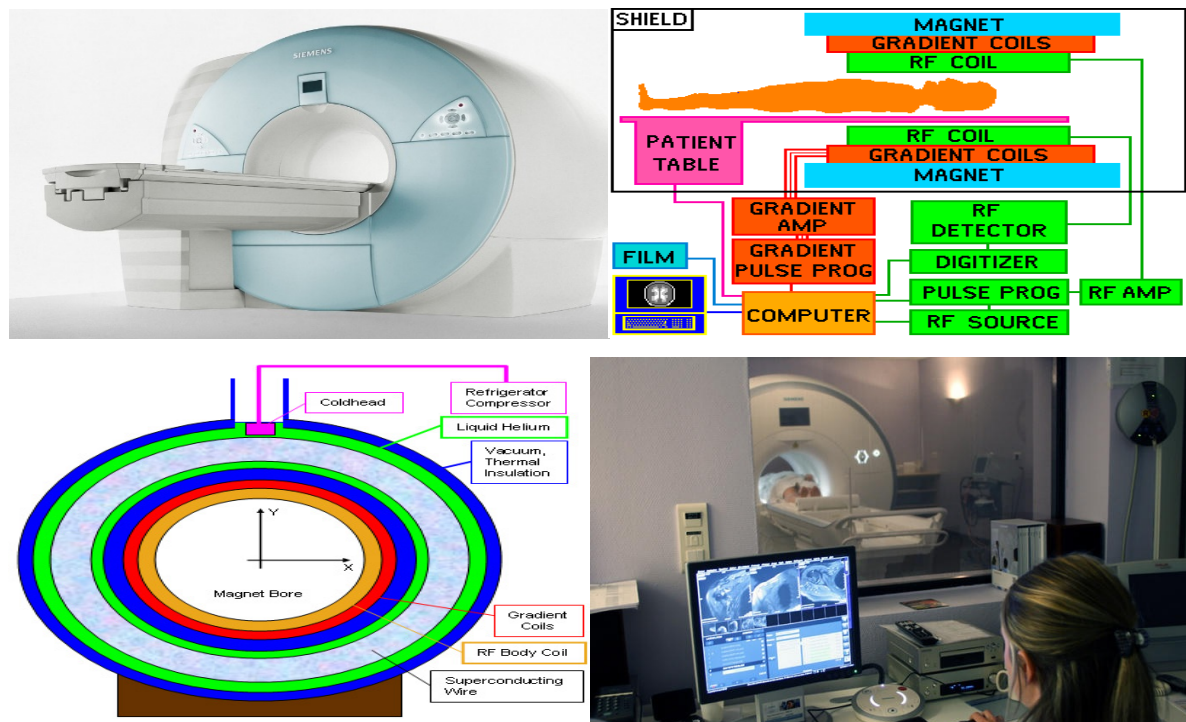 SIEMENS
SHIELD
MAGNET
GRADIENT COILS
RF COIL
RF COIL
GRADIENT COILS
MAGNET
PATIENT
TABLE
GRADIENT
AMP
GRADIENT
PULSE PROG
RF
DETECTOR
DIGITIZER
FILM
PULSE PROG
RF AMP
COMPUTER
RF SOURCE
Coldhead
Refrigerator
Compressor
Liquid Helium
Vacuum,
Thermal
Insulation
Y
X
Magnet Bore
Gradient
Coils
RF Body Coil
Superconducting
Wire